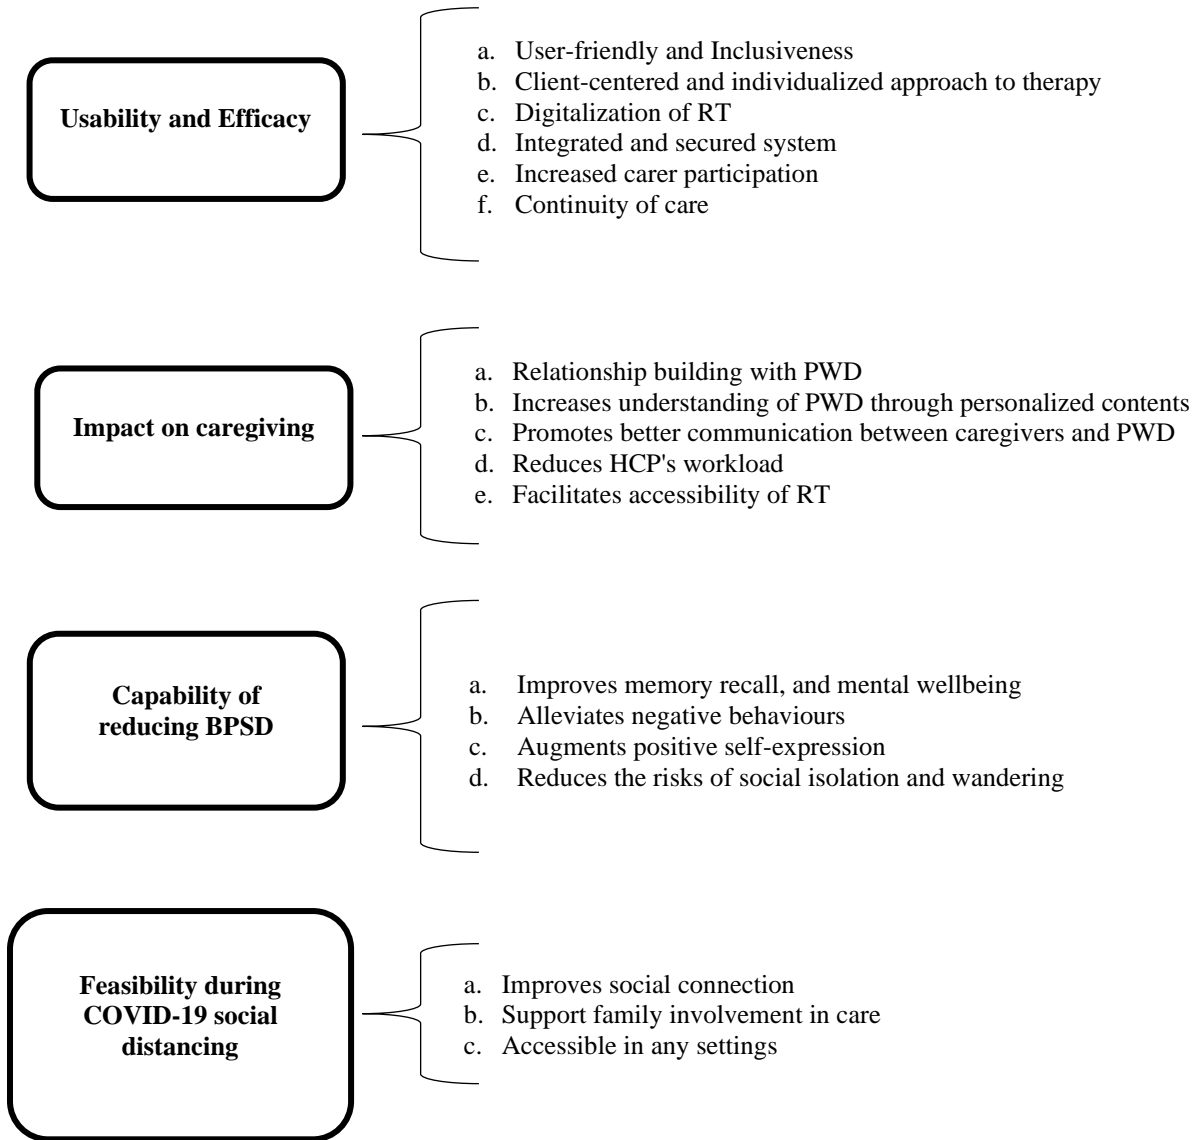 Usability and Efficacy
a. User-friendly and Inclusiveness
b. Client-centered and individualized approach to therapy
c. Digitalization of RT
d. Integrated and secured system
e. Increased carer participation
f. Continuity of care
Impact on caregiving
a. Relationship building with PWD
b. Increases understanding of PWD through personalized contents
c. Promotes better communication between caregivers and PWD
d. Reduces HCP's workload
e. Facilitates accessibility of RT
Capability of
reducing BPSD
a. Improves memory recall, and mental wellbeing
b. Alleviates negative behaviours
c. Augments positive self-expression
d. Reduces the risks of social isolation and wandering
Feasibility during
COVID-19 social
distancing
a. Improves social connection
b. Support family involvement in care
c. Accessible in any settings